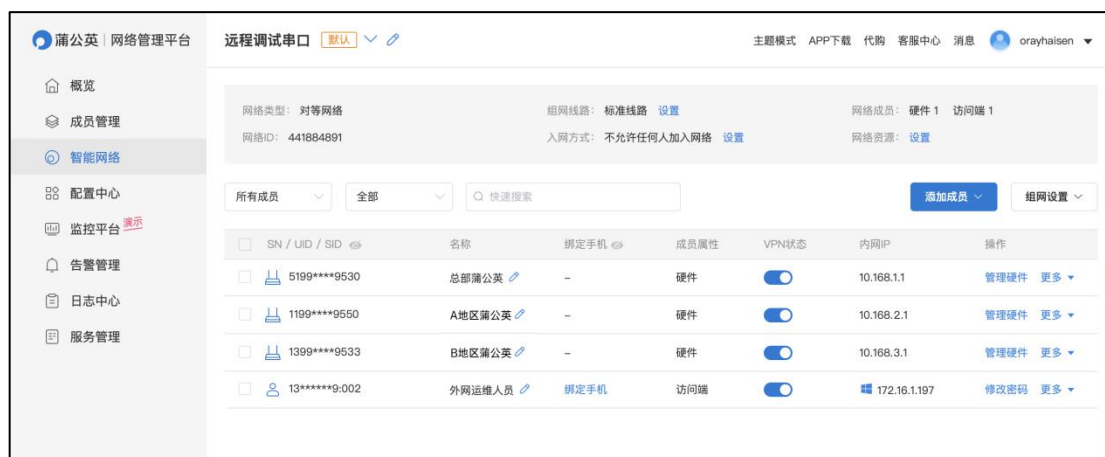 蒲公英 网络管理平台 远程调试串口 默认 主题模式 APP下载 代购 客服中心 消息 orayhaisen
概览
成员管理
智能网络
配置中心
监控平台 演示
告警管理
日志中心
服务管理
网络类型: 对等网络 组网线路: 标准线路 设置 网络成员: 硬件 1 访问端 1
网络ID: 441884891 入网方式: 不允许任何人加入网络 设置 网络资源: 设置
所有成员 全部 快速搜索 添加成员 组网设置
SN / UID / SID 名称 绑定手机 成员属性 VPN状态 内网IP 操作
5199****9530 总部蒲公英 – 硬件 10.168.1.1 管理硬件 更多
1199****9550 A地区蒲公英 – 硬件 10.168.2.1 管理硬件 更多
1399****9533 B地区蒲公英 – 硬件 10.168.3.1 管理硬件 更多
13******9:002 外网运维人员 绑定手机 访问端 172.16.1.197 修改密码 更多